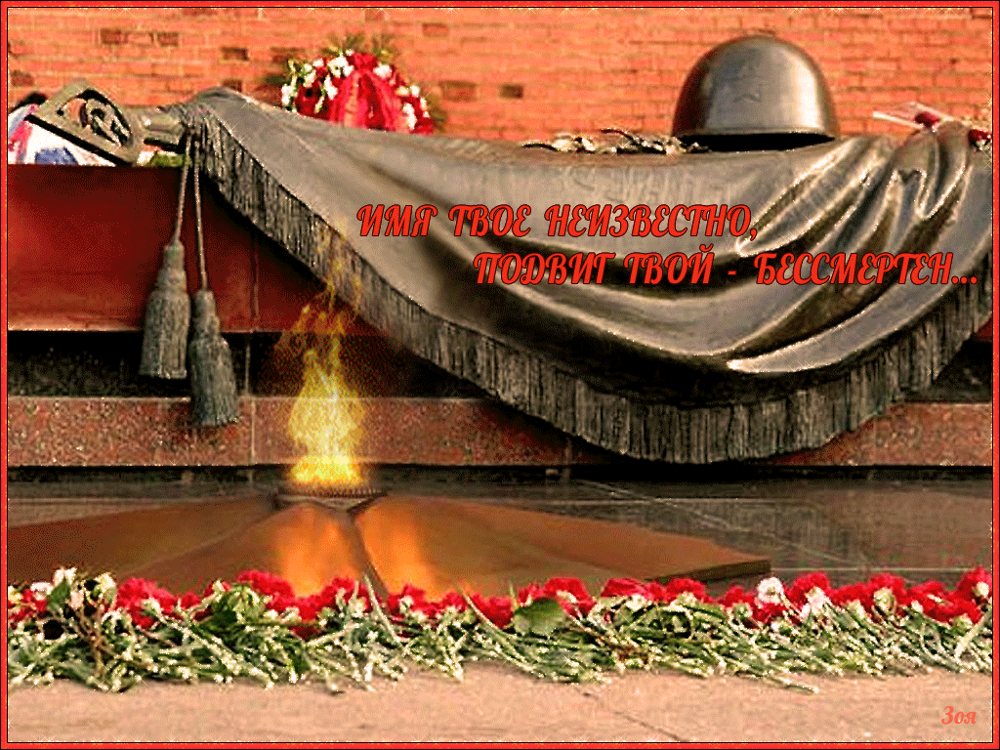 ИМЯ ТВОЕ НЕИЗВЕСТНО,
ПОДВИГ ТВОЙ - БЕССМЕРТЕН...
Зоя